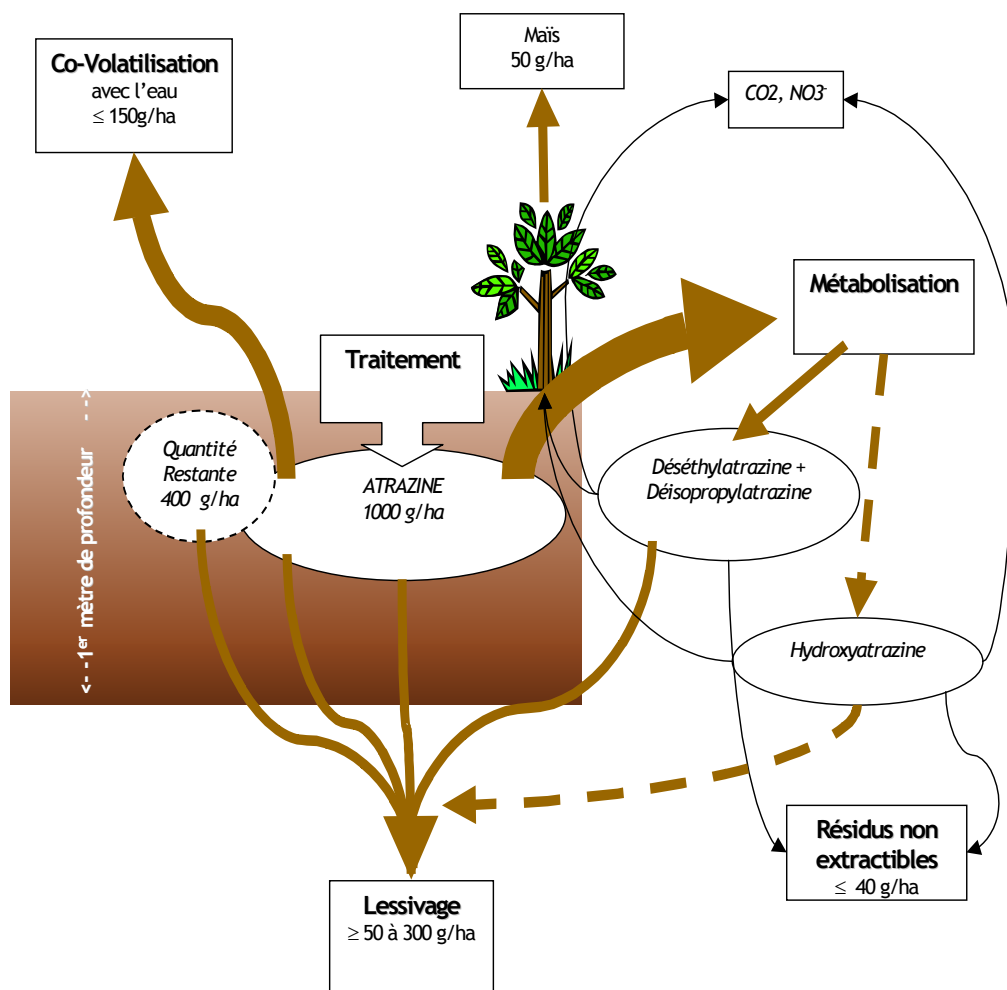 Maïs
50 g/ha
Co-Volatilisation
avec l'eau
≤ 150g/ha
CO2, NO3-
Métabolisation
Traitement
<- -1er mètre de profondeur - ->
Quantité
Restante
400 g/ha
ATRAZINE
1000 g/ha
Déséthylatrazine +
Déisopropylatrazine
Hydroxyatrazine
Résidus non
extractibles
≤ 40 g/ha
Lessivage
≥ 50 à 300 g/ha